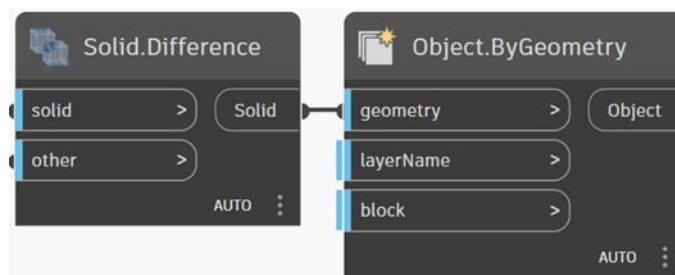 Solid.Difference
solid >
Solid
other >
AUTO
Object.ByGeometry
geometry >
Object
layerName >
block >
AUTO